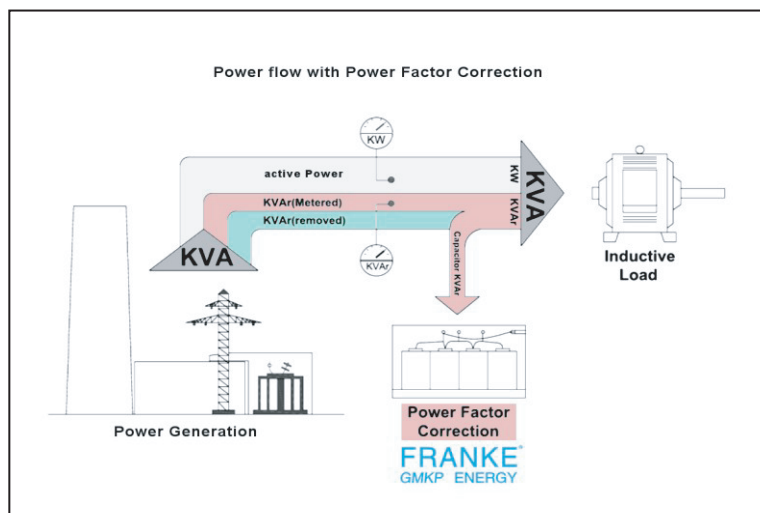 Power flow with Power Factor Correction
KW
active Power
KW
KVAr(Metered)
KVAr
KVA
KVAr(removed)
KVA
KVAr
Capacitor KVAr
Inductive
Load
Power Generation
Power Factor
Correction
FRANKE
GMKP ENERGY